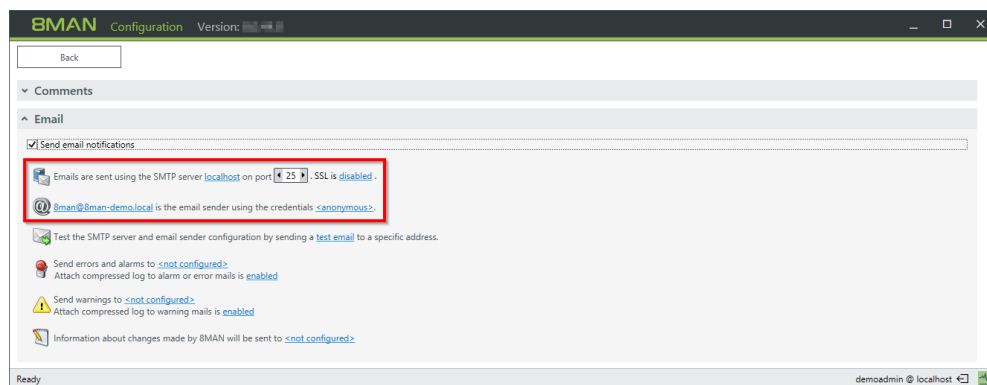 8MAN Configuration Version:
Back
Comments
Email
Send email notifications
Emails are sent using the SMTP server localhost on port 25 . SSL is disabled .
8man@8man-demo.local is the email sender using the credentials <anonymous>.
Test the SMTP server and email sender configuration by sending a test email to a specific address.
Send errors and alarms to <not configured>
Attach compressed log to alarm or error mails is enabled
Send warnings to <not configured>
Attach compressed log to warning mails is enabled
Information about changes made by 8MAN will be sent to <not configured>
Ready demoadmin @ localhost